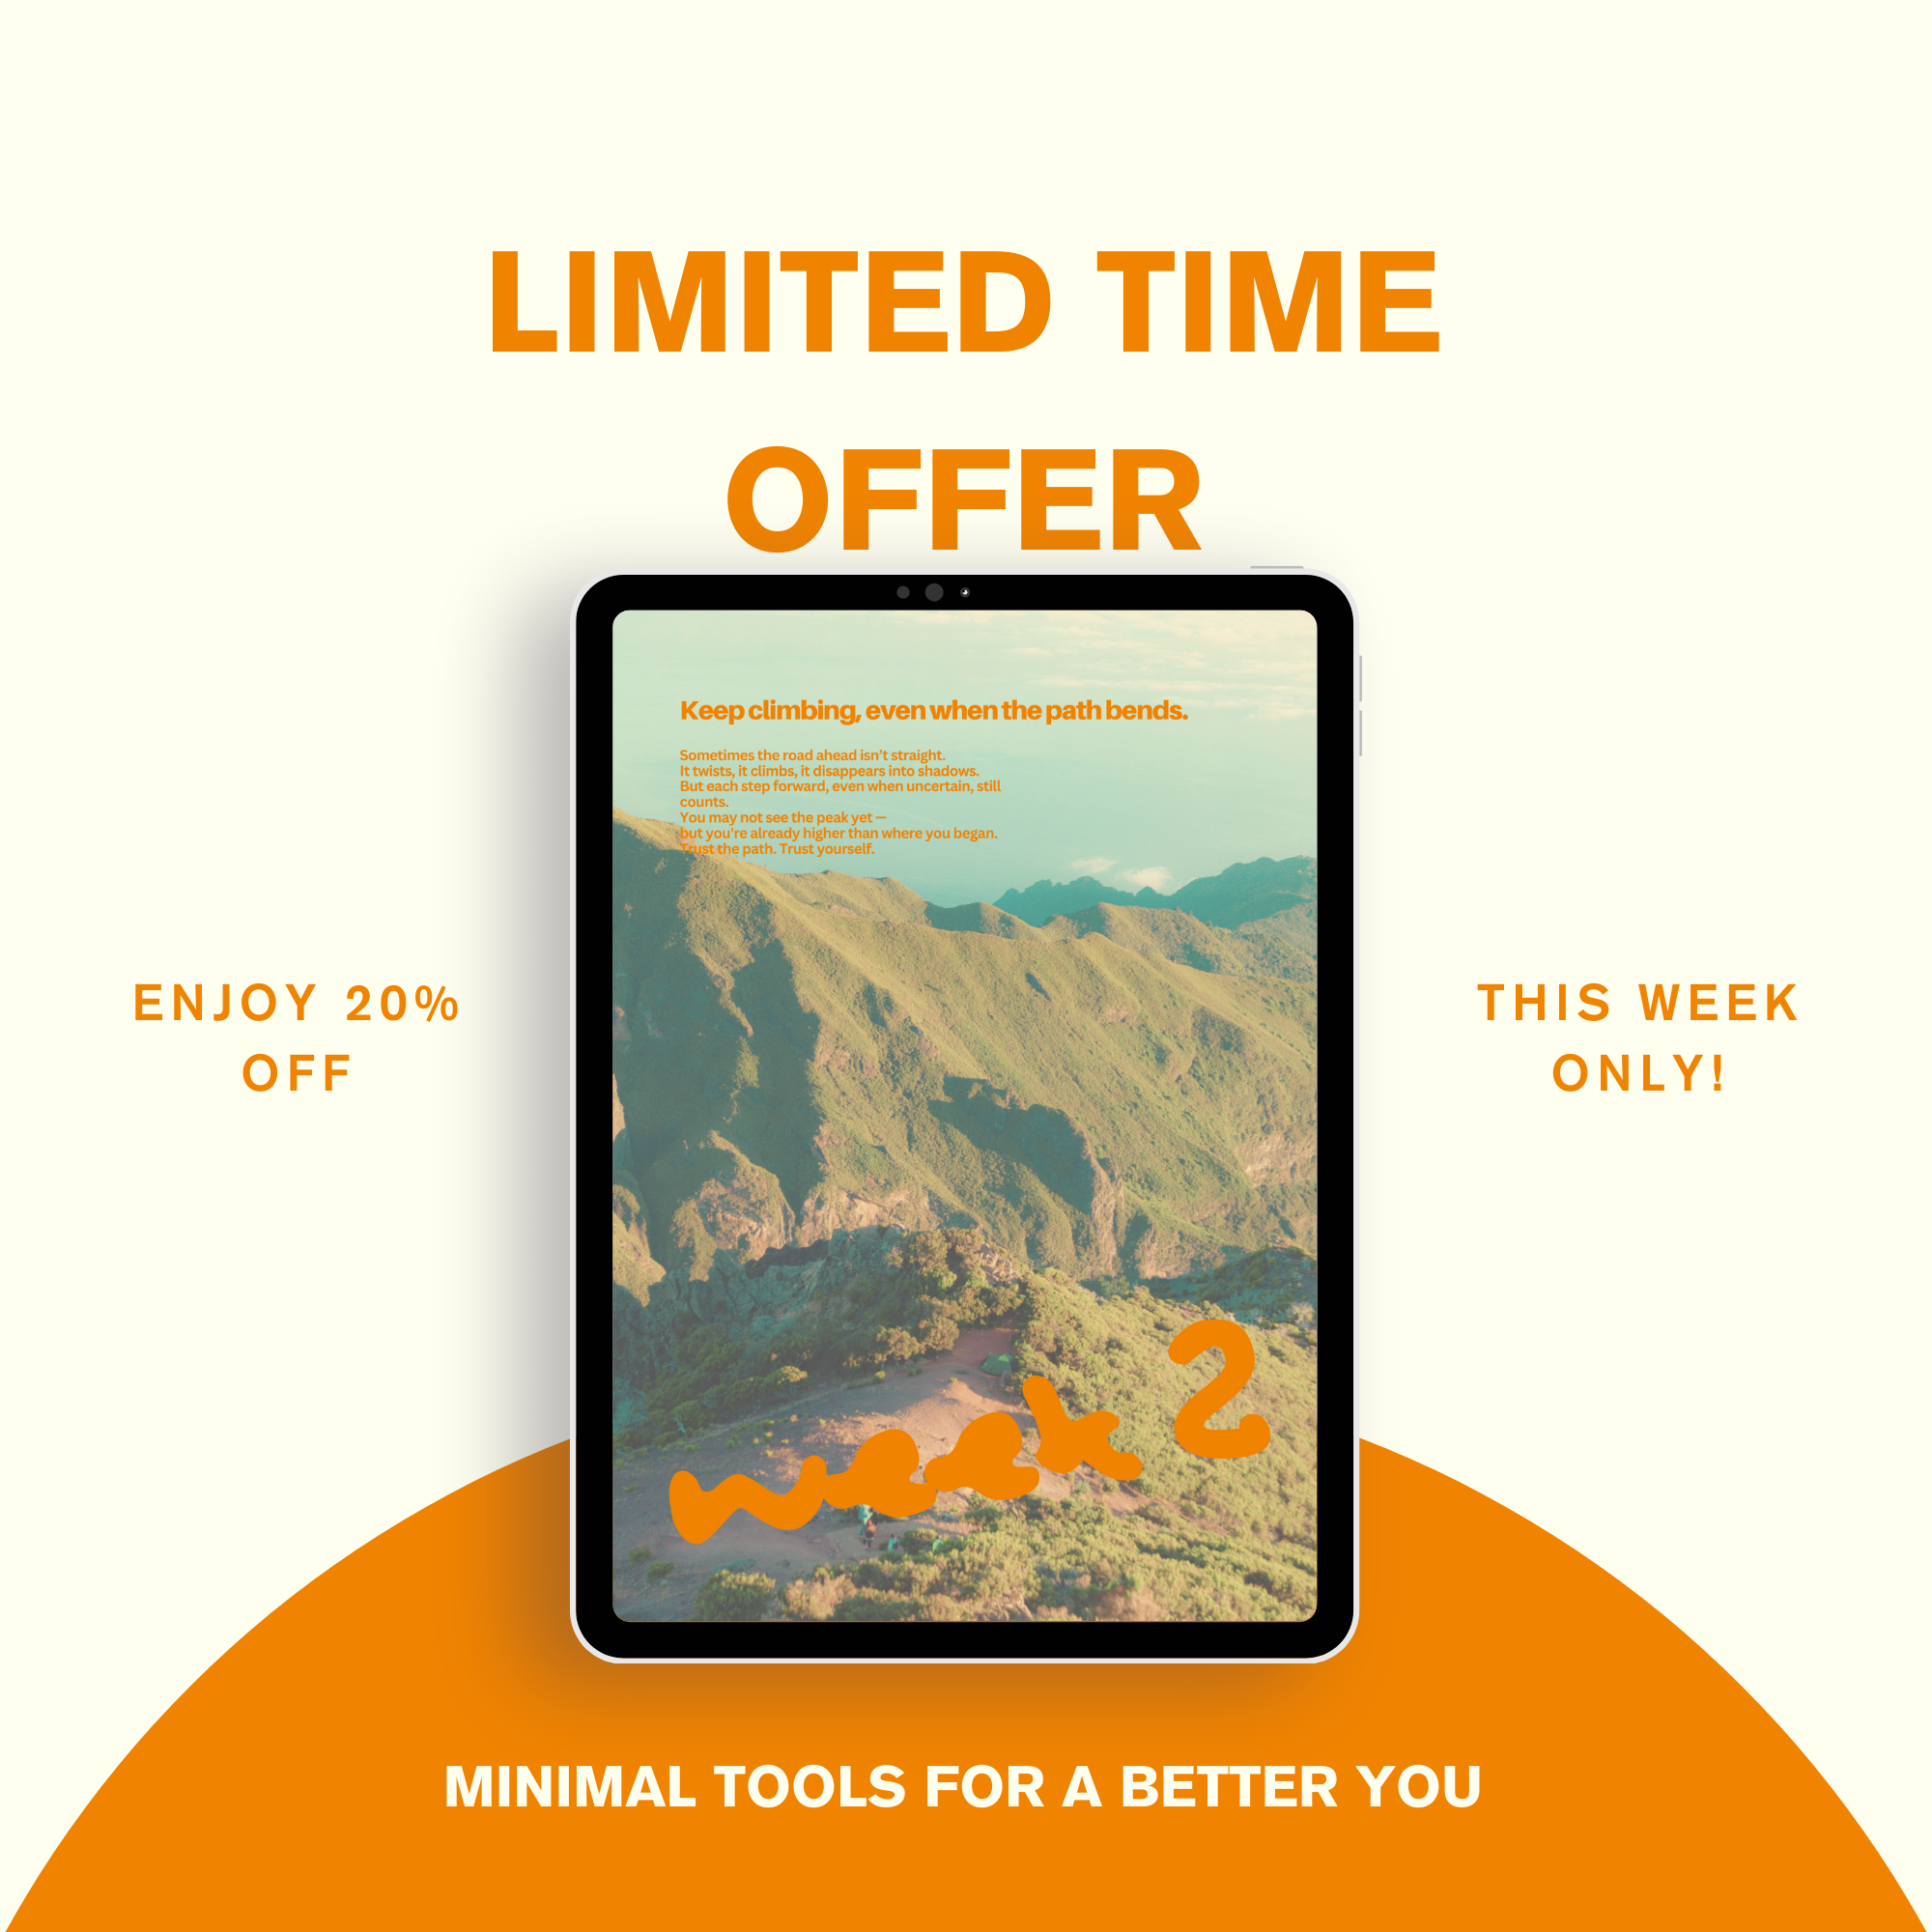 LIMITED TIME
OFFER
Keep climbing, even when the path bends.
Sometimes the road ahead isn't straight.
It twists, it climbs, it disappears into shadows.
But each step forward, even when uncertain, still
counts.
You may not see the peak yet —
but you're already higher than where you began.
Trust the path. Trust yourself.
ENJOY 20%
OFF
THIS WEEK
ONLY!
week 2
MINIMAL TOOLS FOR A BETTER YOU